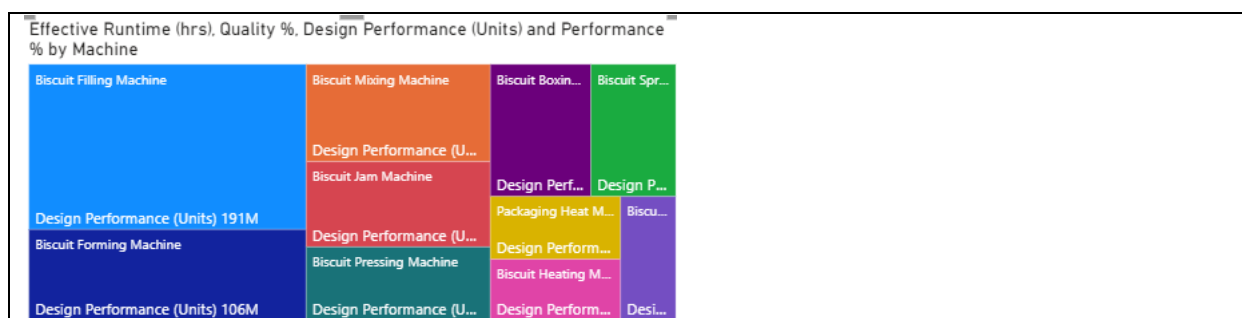 Effective Runtime (hrs), Quality %, Design Performance (Units) and Performance
% by Machine
Biscuit Filling Machine
Design Performance (Units) 191M
Biscuit Forming Machine
Design Performance (Units) 106M
Biscuit Mixing Machine
Design Performance (U...
Biscuit Jam Machine
Design Performance (U...
Biscuit Pressing Machine
Design Performance (U...
Biscuit Boxin...
Design Perf...
Biscuit Spr...
Design P...
Packaging Heat M...
Design Perform...
Biscuit Heating M...
Design Perform...
Biscu...
Desi...